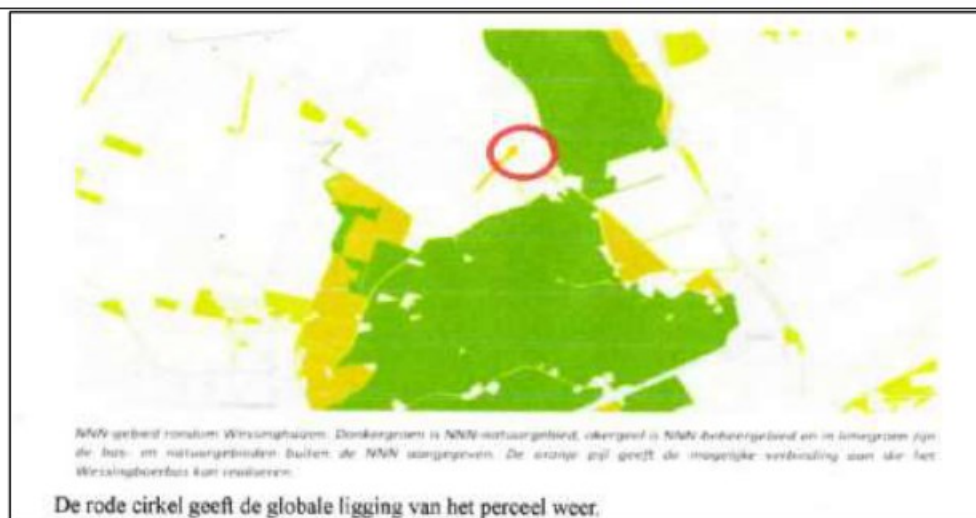 NNN-gebied rondom Wessinghuizen. Donkergroen is NNN-natuurgebied, okergeel is NNN-beheergebied en in limegroen zijn
de bos- en natuurgebieden buiten de NNN aangegeven. De oranje pijl geeft de mogelijke verbinding aan die het
Wessinghuizerbos kan realiseren.
De rode cirkel geeft de globale ligging van het perceel weer.